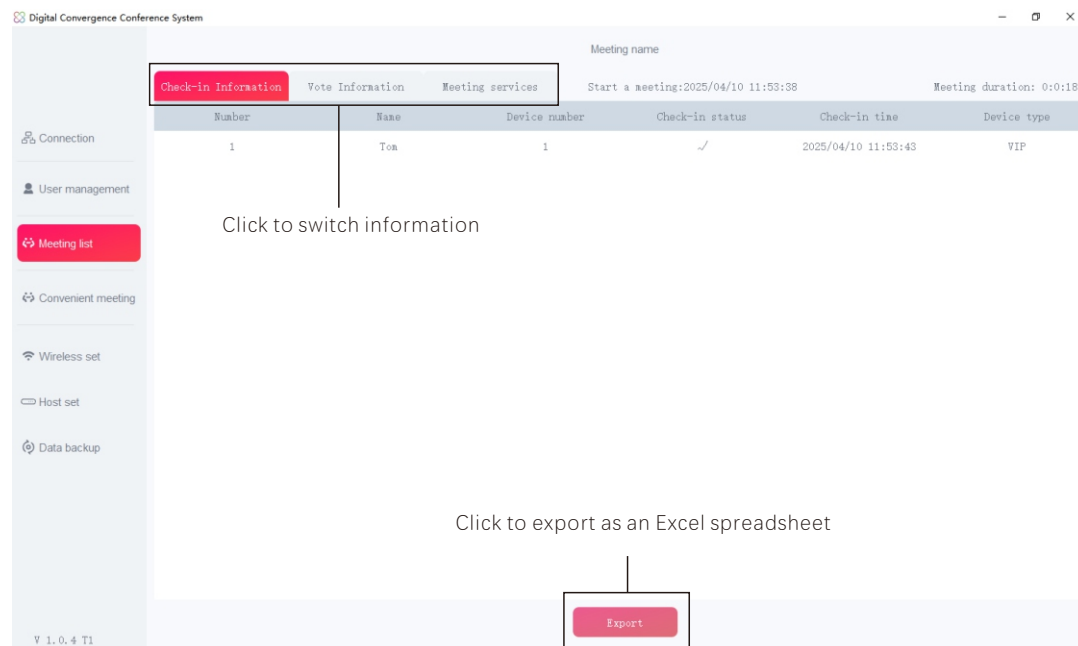 Digital Convergence Conference System
Meeting name
Check-in Information Vote Information Meeting services Start a meeting:2025/04/10 11:53:38 Meeting duration: 0:0:18
Number Name Device number Check-in status Check-in time Device type
1 Tom 1 2025/04/10 11:53:43 VIP
Connection
User management
Click to switch information
Meeting list
Convenient meeting
Wireless set
Host set
Data backup
Click to export as an Excel spreadsheet
Export
V 1.0.4 T1